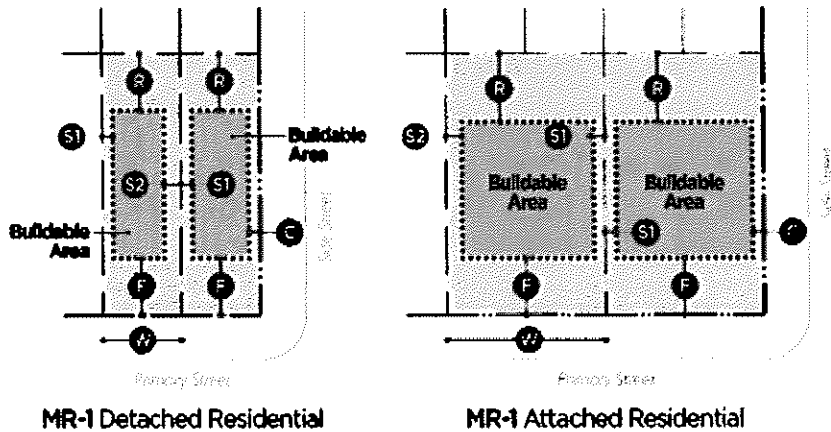 R R R R
S1 Buildable Area S2 S1
S2 S1 Buildable Area Buildable Area
Buildable Area C S1 C
Side Street Side Street
F F F F
W W
Primary Street Primary Street
MR-1 Detached Residential MR-1 Attached Residential